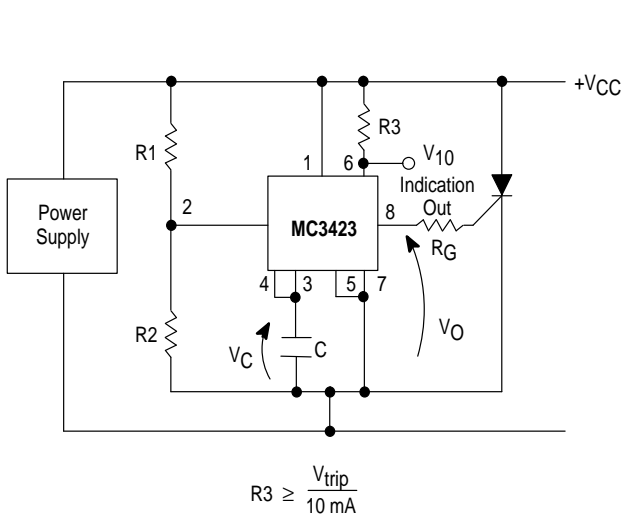 +VCC
R3
R1
1
6
V10
Indication
Out
2
8
Power
Supply
MC3423
RG
4
3
5
7
R2
VC
C
VO
R3 ≥ Vtrip
10 mA